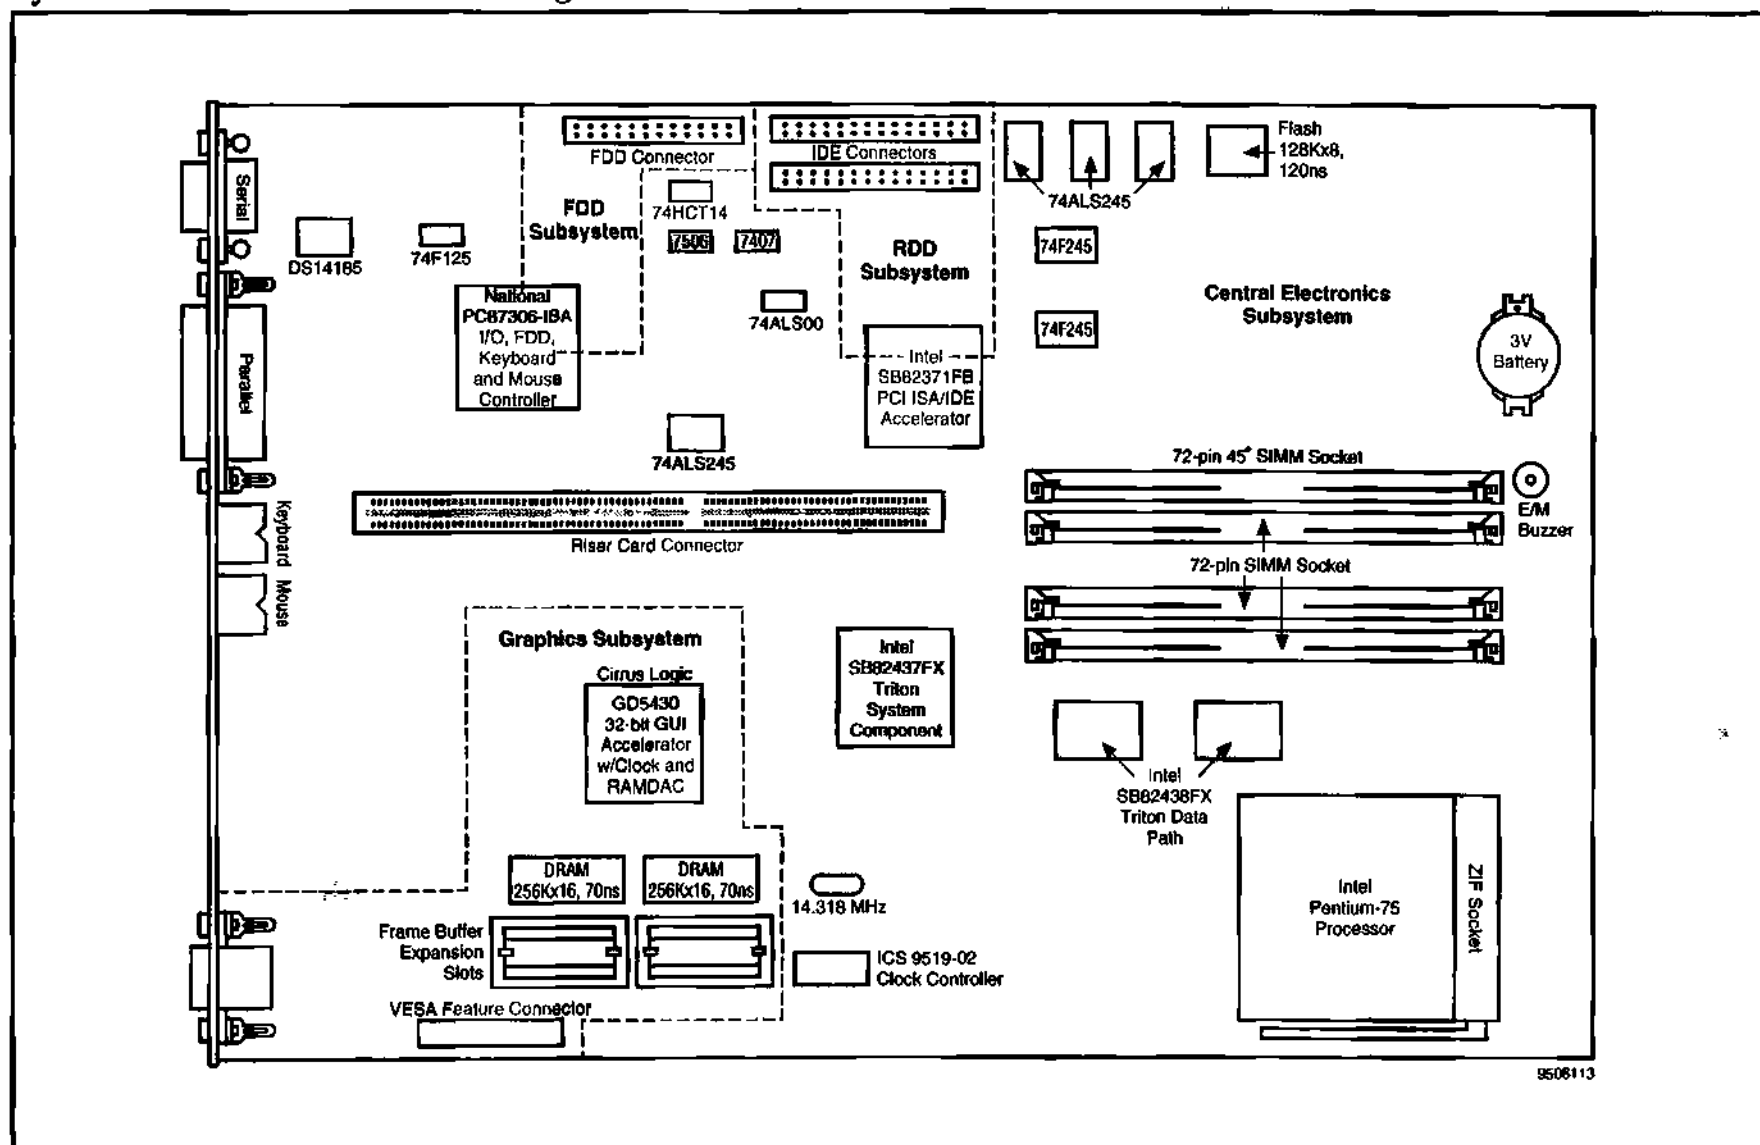 Flash
128Kx8,
120ns
FDD Connector
IDE Connectors
74ALS245
Serial
74HCT14
FDD
Subsystem
7506
7407
DS14185
74F125
RDD
Subsystem
74F245
Central Electronics
Subsystem
National
PC87306-IBA
I/O, FDD,
Keyboard
and Mouse
Controller
74ALS00
74F245
3V
Battery
Parallel
Intel
SB82371FB
PCI ISA/IDE
Accelerator
74ALS245
72-pin 45° SIMM Socket
E/M
Buzzer
Keyboard
Riser Card Connector
72-pin SIMM Socket
Mouse
Graphics Subsystem
Cirrus Logic
GD5430
32-bit GUI
Accelerator
w/Clock and
RAMDAC
Intel
SB82437FX
Triton
System
Component
Intel
SB82438FX
Triton Data
Path
DRAM
256Kx16, 70ns
DRAM
256Kx16, 70ns
14.318 MHz
Intel
Pentium-75
Processor
ZIF Socket
Frame Buffer
Expansion
Slots
ICS 9519-02
Clock Controller
VESA Feature Connector
9506113